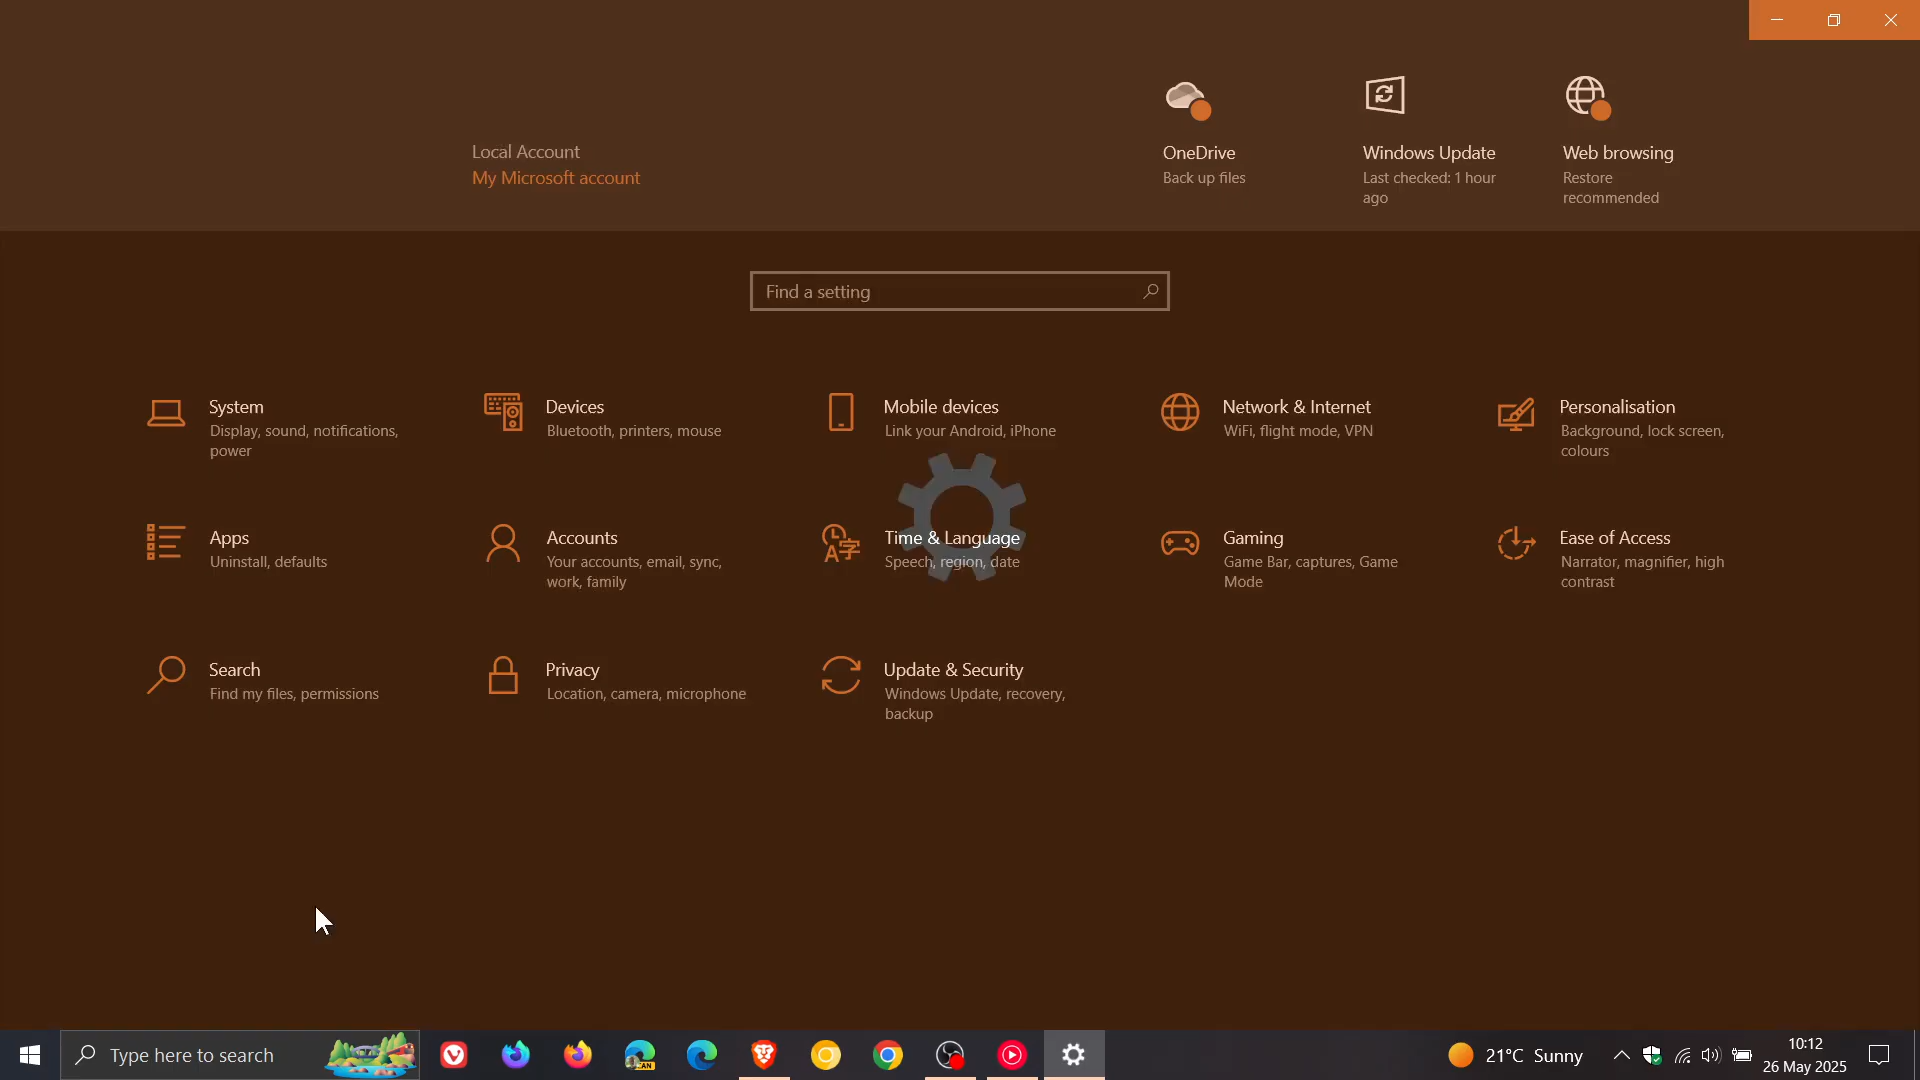 Local Account
My Microsoft account
OneDrive
Back up files
Windows Update
Last checked: 1 hour
ago
Web browsing
Restore
recommended
Find a setting
System
Display, sound, notifications,
power
Devices
Bluetooth, printers, mouse
Mobile devices
Link your Android, iPhone
Network & Internet
WiFi, flight mode, VPN
Personalisation
Background, lock screen,
colours
Apps
Uninstall, defaults
Accounts
Your accounts, email, sync,
work, family
Time & Language
Speech, region, date
Gaming
Game Bar, captures, Game
Mode
Ease of Access
Narrator, magnifier, high
contrast
Search
Find my files, permissions
Privacy
Location, camera, microphone
Update & Security
Windows Update, recovery,
backup
Type here to search
21°C Sunny
10:12
26 May 2025